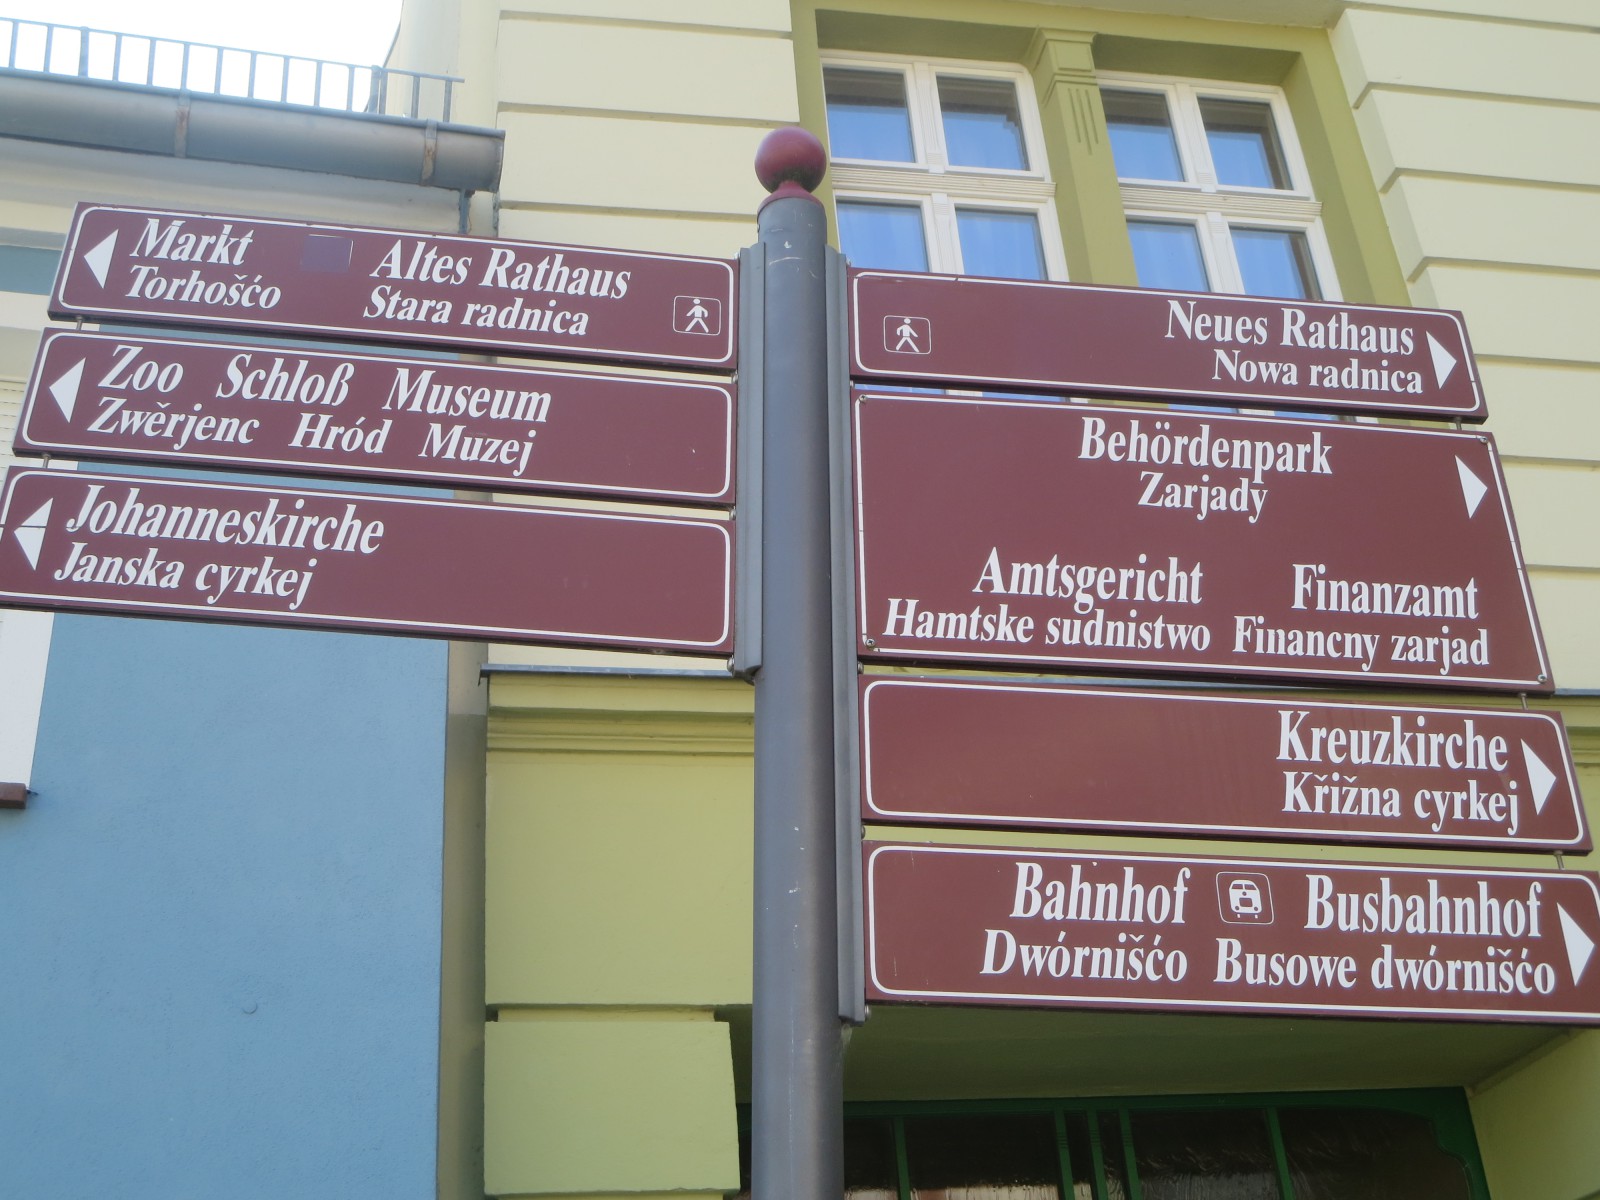 Markt Altes Rathaus
Torhošćo Stara radnica
Zoo Schloß Museum
Zwěrjenc Hród Muzej
Johanneskirche
Janska cyrkej
Neues Rathaus
Nowa radnica
Behördenpark
Zarjady
Amtsgericht Finanzamt
Hamtske sudnistwo Financny zarjad
Kreuzkirche
Křižna cyrkej
Bahnhof Busbahnhof
Dwórnišćo Busowe dwórnišćo